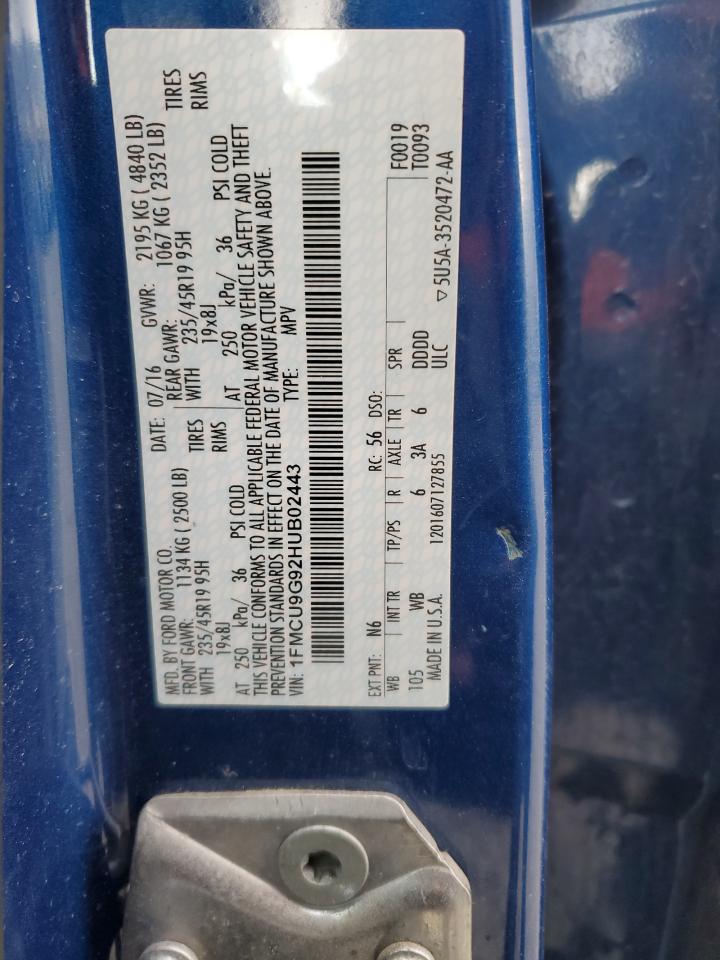 MFD. BY FORD MOTOR CO. DATE: 07/16 GVWR: 2195 KG ( 4840 LB)
FRONT GAWR: 1134 KG ( 2500 LB) REAR GAWR: 1067 KG ( 2352 LB)
WITH 235/45R19 95H TIRES WITH 235/45R19 95H TIRES
19x8J RIMS 19x8J RIMS
AT 250 kPa/ 36 PSI COLD AT 250 kPa/ 36 PSI COLD
THIS VEHICLE CONFORMS TO ALL APPLICABLE FEDERAL MOTOR VEHICLE SAFETY AND THEFT
PREVENTION STANDARDS IN EFFECT ON THE DATE OF MANUFACTURE SHOWN ABOVE.
VIN: 1FMCU9G92HUB02443 TYPE: MPV
EXT PNT: N6 RC: 56 DSO:
WB INT TR TP/PS R AXLE TR SPR F0019
T0093
105 WB 6 3A 6 DDDD
MADE IN U.S.A. 1201607127855 ULC ▽5U5A-3520472-AA